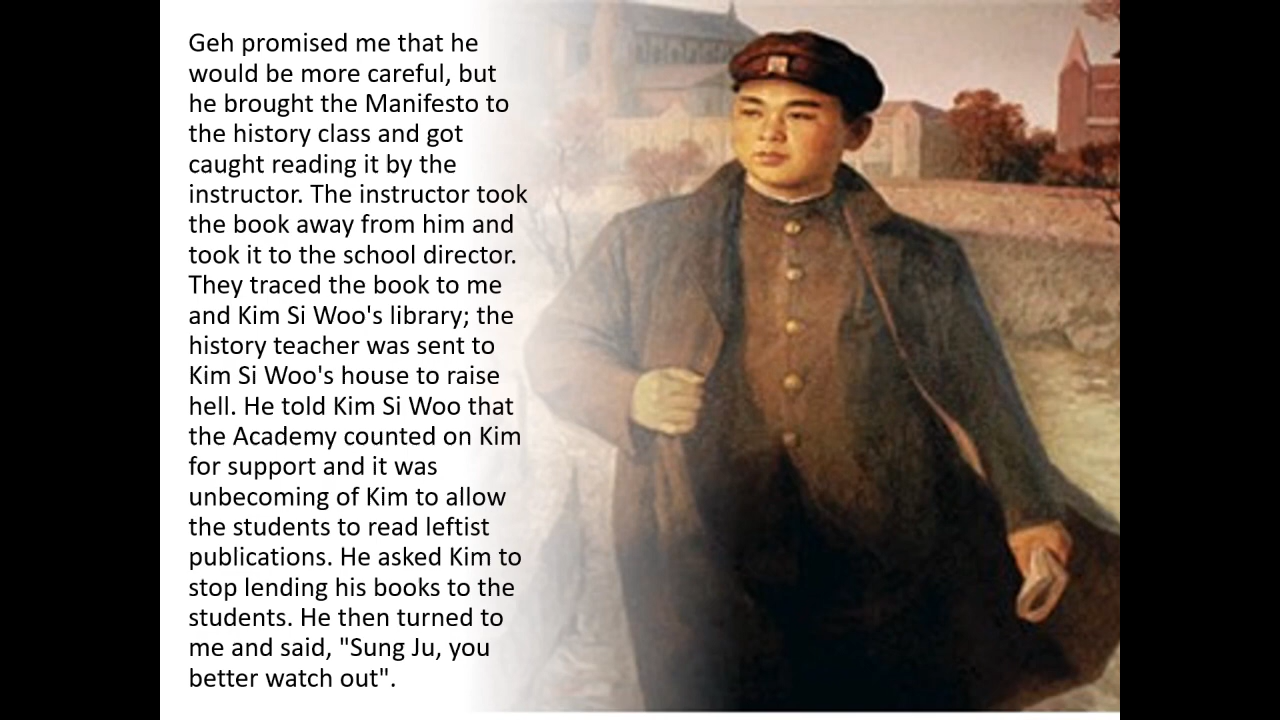 Geh promised me that he
would be more careful, but
he brought the Manifesto to
the history class and got
caught reading it by the
instructor. The instructor took
the book away from him and
took it to the school director.
They traced the book to me
and Kim Si Woo's library; the
history teacher was sent to
Kim Si Woo's house to raise
hell. He told Kim Si Woo that
the Academy counted on Kim
for support and it was
unbecoming of Kim to allow
the students to read leftist
publications. He asked Kim to
stop lending his books to the
students. He then turned to
me and said, "Sung Ju, you
better watch out".